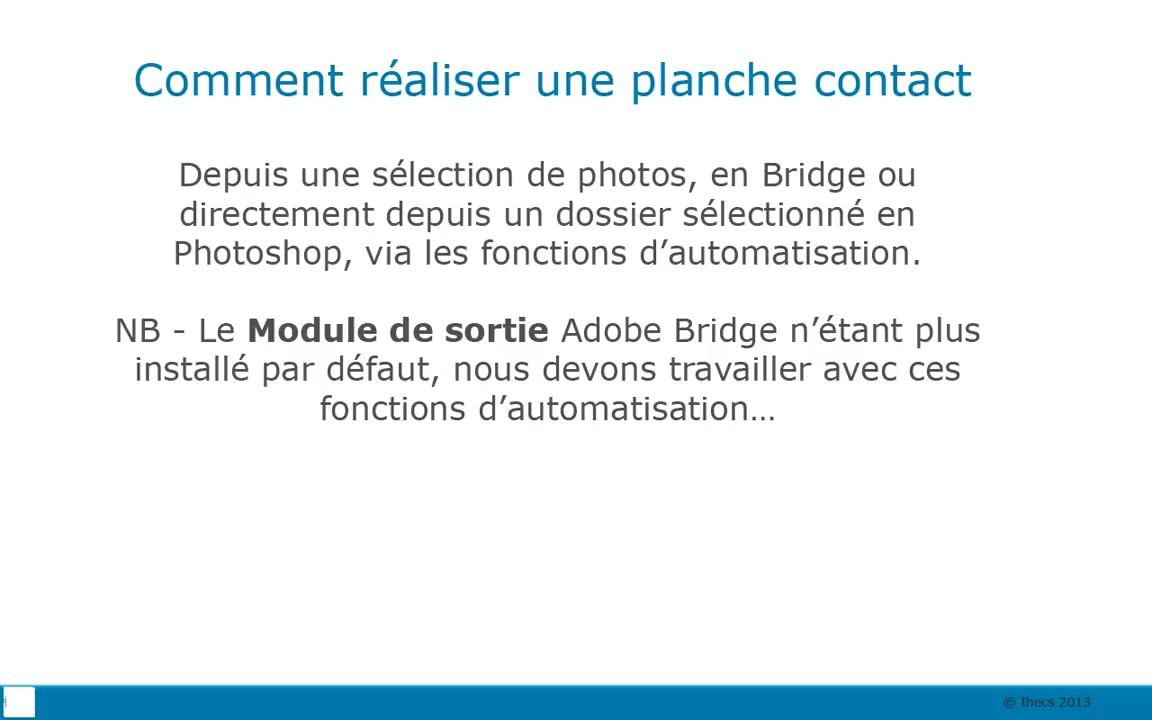 Comment réaliser une planche contact
Depuis une sélection de photos, en Bridge ou
directement depuis un dossier sélectionné en
Photoshop, via les fonctions d’automatisation.
NB - Le Module de sortie Adobe Bridge n’étant plus
installé par défaut, nous devons travailler avec ces
fonctions d’automatisation…
© Ihecs 2013